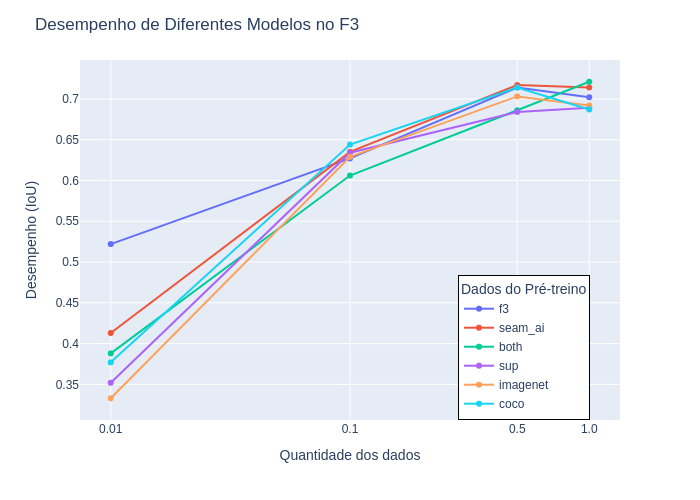 Desempenho de Diferentes Modelos no F3
Desempenho (IoU)
0.7
0.65
0.6
0.55
0.5
0.45
0.4
0.35
Dados do Pré-treino
f3
seam_ai
both
sup
imagenet
coco
0.01
0.1
0.5
1.0
Quantidade dos dados